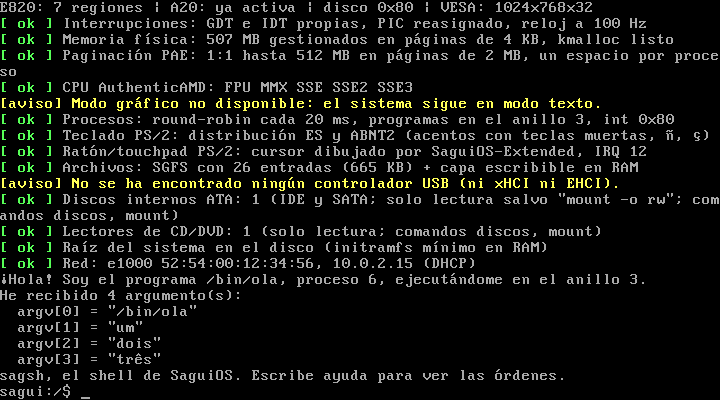 E820: 7 regiones ¦ A20: ya activa ¦ disco 0x80 ¦ VESA: 1024x768x32
[ ok ] Interrupciones: GDT e IDT propias, PIC reasignado, reloj a 100 Hz
[ ok ] Memoria física: 507 MB gestionados en páginas de 4 KB, kmalloc listo
[ ok ] Paginación PAE: 1:1 hasta 512 MB en páginas de 2 MB, un espacio por proce
so
[ ok ] CPU AuthenticAMD: FPU MMX SSE SSE2 SSE3
[aviso] Modo gráfico no disponible: el sistema sigue en modo texto.
[ ok ] Procesos: round-robin cada 20 ms, programas en el anillo 3, int 0x80
[ ok ] Teclado PS/2: distribución ES y ABNT2 (acentos con teclas muertas, ñ, ç)
[ ok ] Ratón/touchpad PS/2: cursor dibujado por SaguiOS-Extended, IRQ 12
[ ok ] Archivos: SGFS con 26 entradas (665 KB) + capa escribible en RAM
[aviso] No se ha encontrado ningún controlador USB (ni xHCI ni EHCI).
[ ok ] Discos internos ATA: 1 (IDE y SATA; solo lectura salvo "mount -o rw"; com
andos discos, mount)
[ ok ] Lectores de CD/DVD: 1 (solo lectura; comandos discos, mount)
[ ok ] Raíz del sistema en el disco (initramfs mínimo en RAM)
[ ok ] Red: e1000 52:54:00:12:34:56, 10.0.2.15 (DHCP)
¡Hola! Soy el programa /bin/ola, proceso 6, ejecutándome en el anillo 3.
He recibido 4 argumento(s):
  argv[0] = "/bin/ola"
  argv[1] = "um"
  argv[2] = "dois"
  argv[3] = "três"
sagsh, el shell de SaguiOS. Escribe ayuda para ver las órdenes.
sagui:/$ _